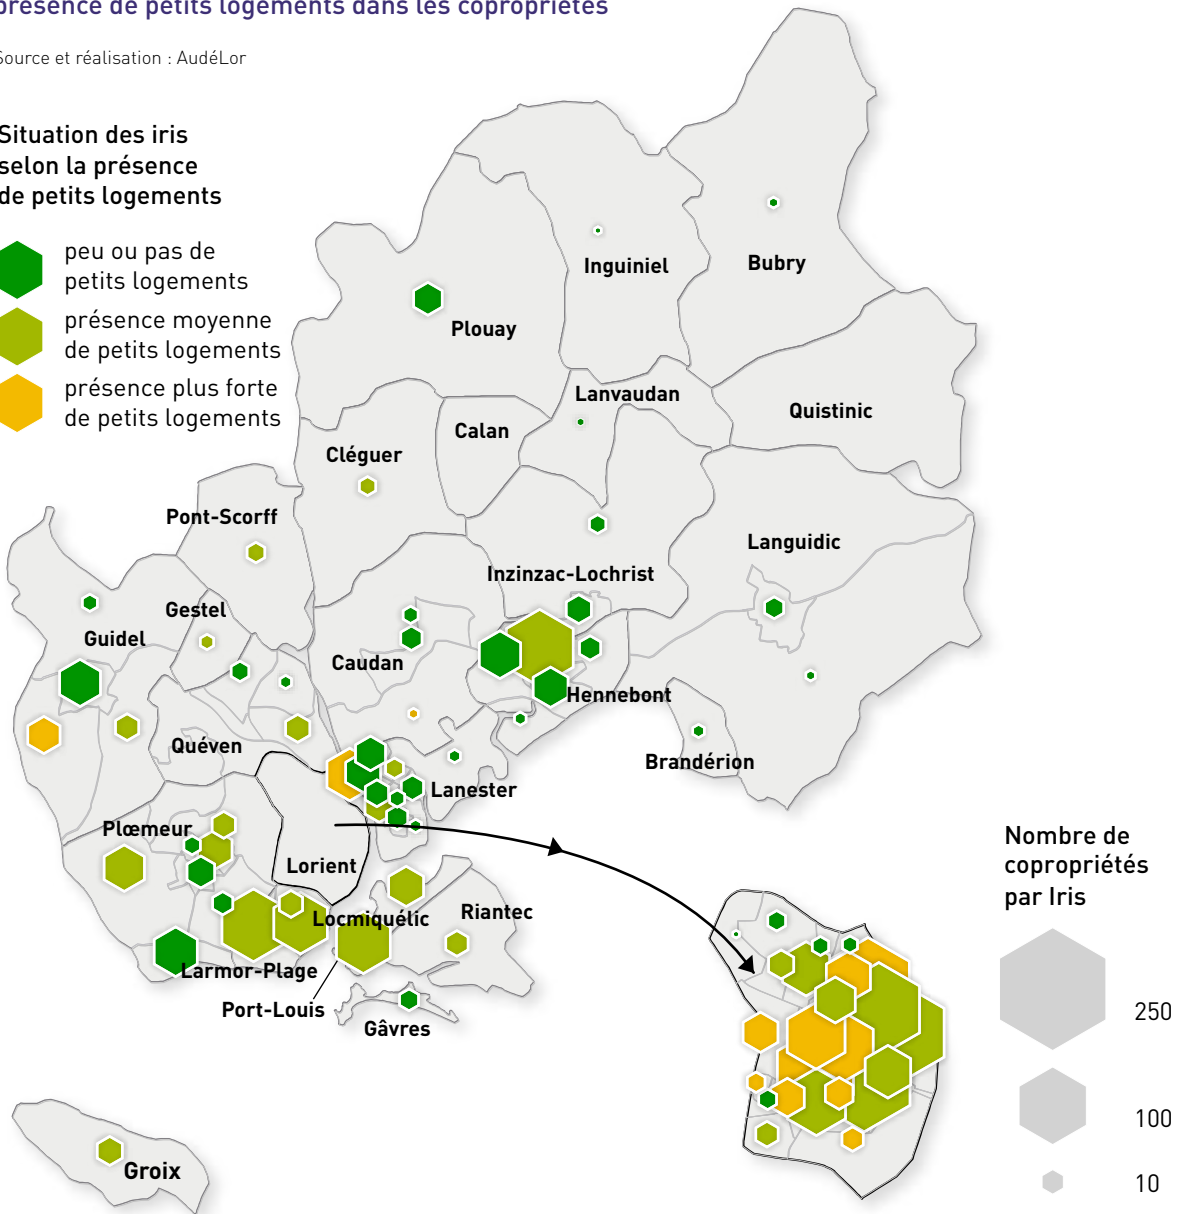 présence de petits logements dans les copropriétés
Source et réalisation : AudéLor
Situation des iris
selon la présence
de petits logements
peu ou pas de
petits logements
présence moyenne
de petits logements
présence plus forte
de petits logements
Inguiniel
Bubry
Plouay
Lanvaudan
Quistinic
Calan
Cléguer
Pont-Scorff
Languidic
Inzinzac-Lochrist
Gestel
Guidel
Caudan
Hennebont
Quéven
Brandérion
Lanester
Plœmeur
Lorient
Locmiquélic
Riantec
Larmor-Plage
Port-Louis
Gâvres
Groix
Nombre de
copropriétés
par Iris
250
100
10